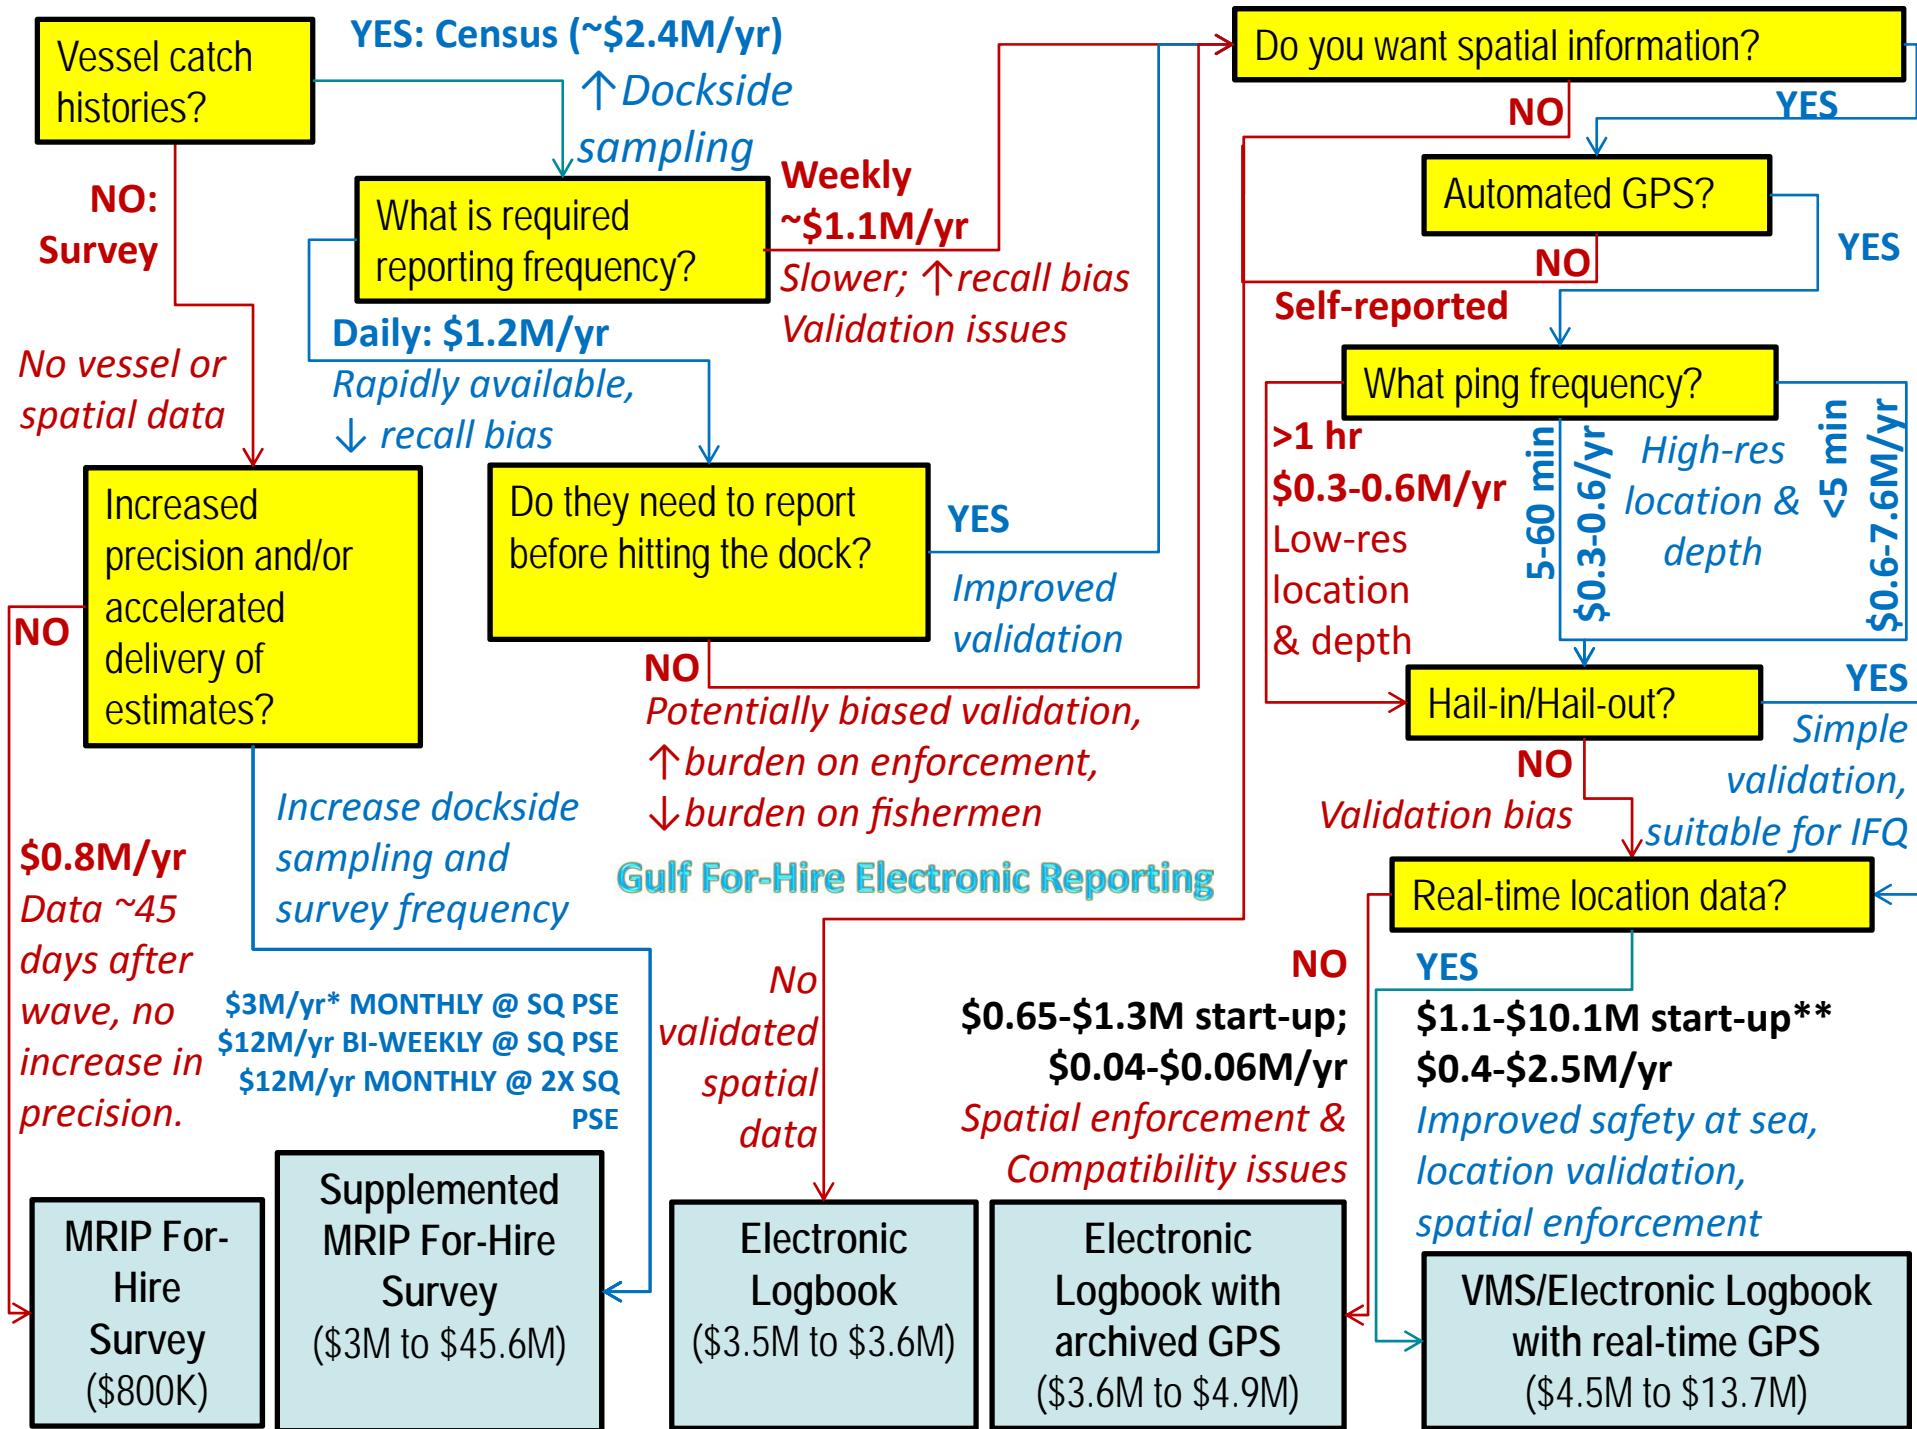 Vessel catch
histories?
YES: Census (~$2.4M/yr)
↑Dockside
sampling
Do you want spatial information?
NO
YES
Automated GPS?
NO:
Survey
What is required
reporting frequency?
Weekly
~$1.1M/yr
Slower; ↑recall bias
Validation issues
NO
YES
Self-reported
No vessel or
spatial data
Daily: $1.2M/yr
Rapidly available,
↓ recall bias
What ping frequency?
>1 hr
$0.3-0.6M/yr
Low-res
location
& depth
5-60 min
$0.3-0.6/yr
High-res
location &
depth
<5 min
$0.6-7.6M/yr
Increased
precision and/or
accelerated
delivery of
estimates?
Do they need to report
before hitting the dock?
YES
Improved
validation
NO
NO
Potentially biased validation,
↑burden on enforcement,
↓burden on fishermen
Hail-in/Hail-out?
YES
Simple
validation,
suitable for IFQ
NO
Validation bias
Increase dockside
sampling and
survey frequency
Gulf For-Hire Electronic Reporting
Real-time location data?
$0.8M/yr
Data ~45
days after
wave, no
increase in
precision.
$3M/yr* MONTHLY @ SQ PSE
$12M/yr BI-WEEKLY @ SQ PSE
$12M/yr MONTHLY @ 2X SQ
PSE
No
validated
spatial
data
NO
$0.65-$1.3M start-up;
$0.04-$0.06M/yr
Spatial enforcement &
Compatibility issues
YES
$1.1-$10.1M start-up**
$0.4-$2.5M/yr
Improved safety at sea,
location validation,
spatial enforcement
MRIP For-
Hire
Survey
($800K)
Supplemented
MRIP For-Hire
Survey
($3M to $45.6M)
Electronic
Logbook
($3.5M to $3.6M)
Electronic
Logbook with
archived GPS
($3.6M to $4.9M)
VMS/Electronic Logbook
with real-time GPS
($4.5M to $13.7M)